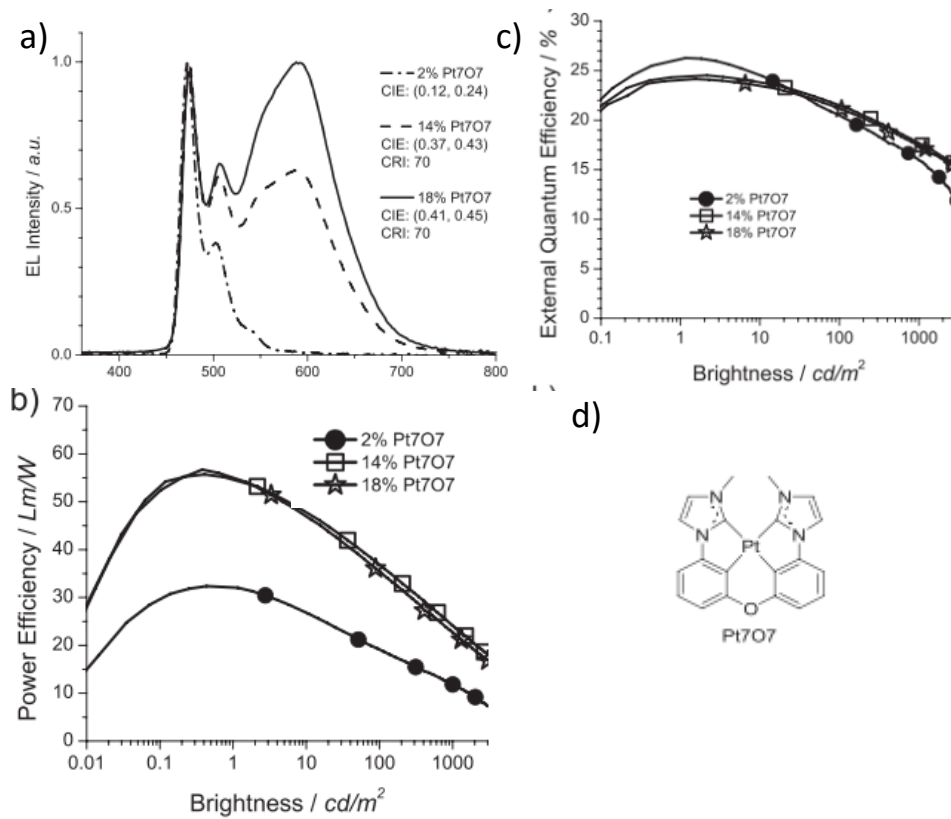 a)
EL Intensity / a.u.
1.0
0.5
0.0
400
500
600
700
800
2% Pt7O7
CIE: (0.12, 0.24)
14% Pt7O7
CIE: (0.37, 0.43)
CRI: 70
18% Pt7O7
CIE: (0.41, 0.45)
CRI: 70
c)
External Quantum Efficiency / %
30
25
20
15
10
5
0
0.1
1
10
100
1000
Brightness / cd/m²
2% Pt7O7
14% Pt7O7
18% Pt7O7
b)
Power Efficiency / Lm/W
70
60
50
40
30
20
10
0
0.01
0.1
1
10
100
1000
Brightness / cd/m²
2% Pt7O7
14% Pt7O7
18% Pt7O7
d)
N
N
N
N
Pt
O
Pt7O7